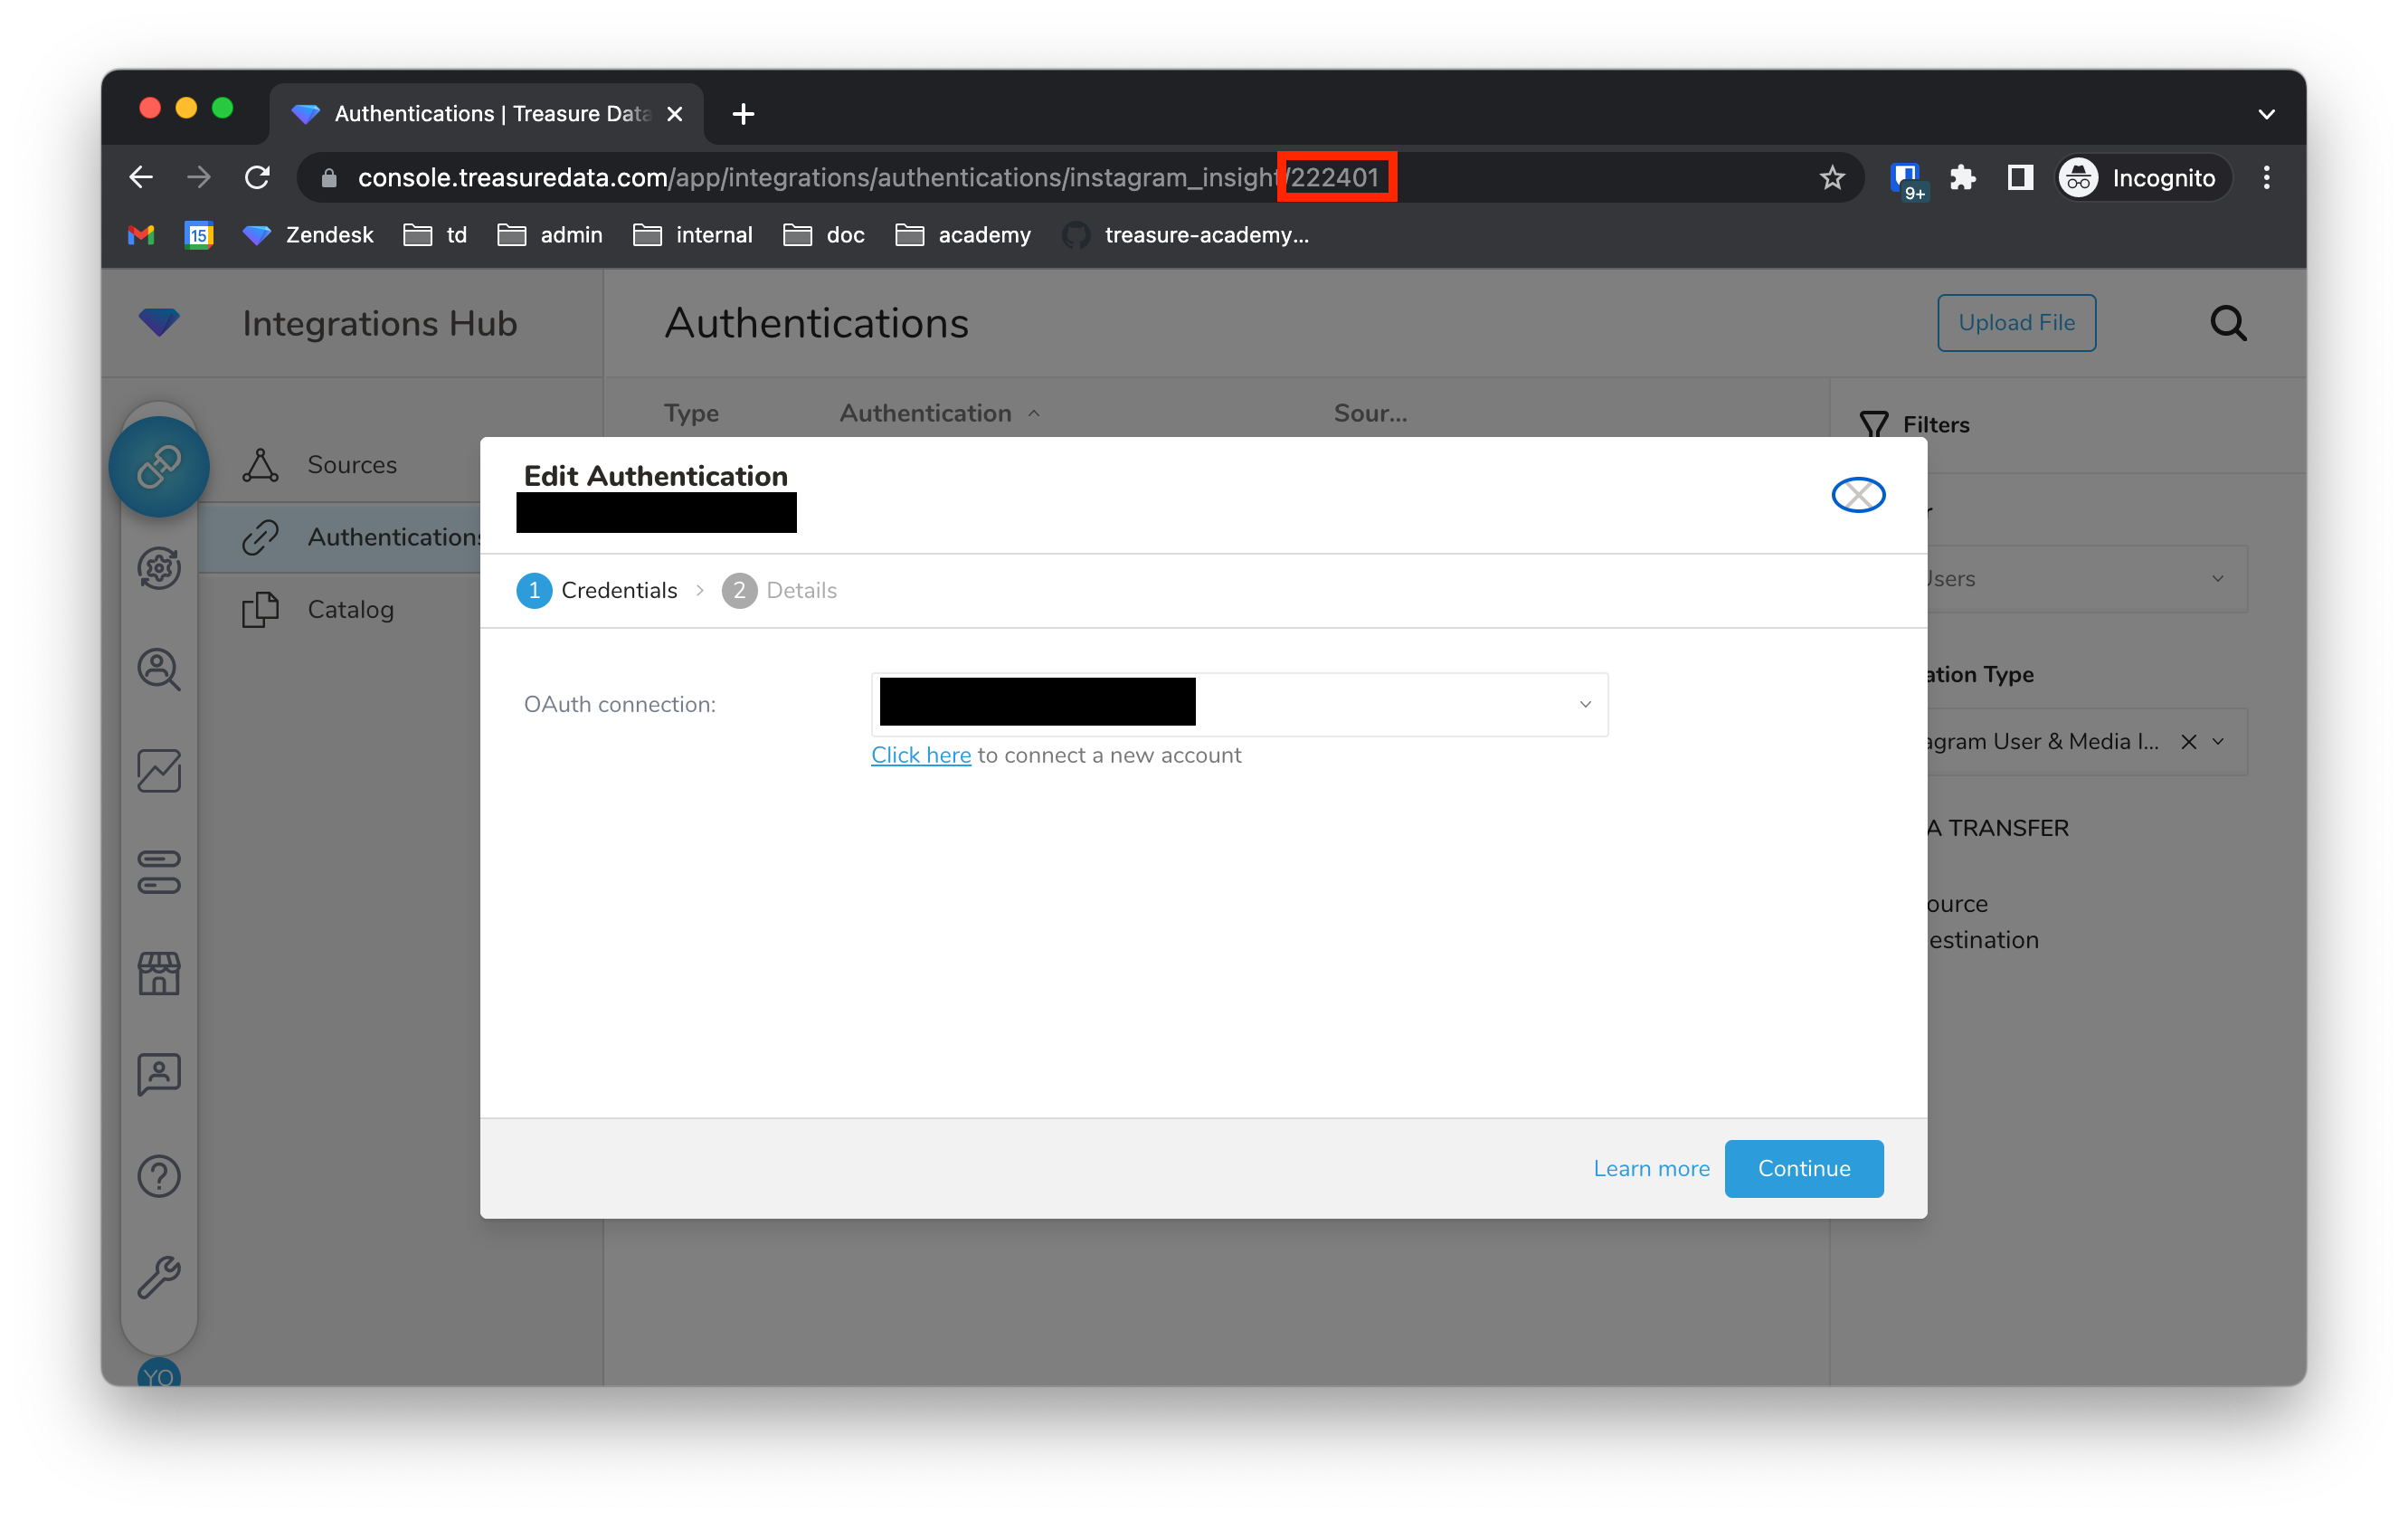 Authentications | Treasure Data
console.treasuredata.com/app/integrations/authentications/instagram_insight/222401
9+
Incognito
15
Zendesk
td
admin
internal
doc
academy
treasure-academy...
Integrations Hub
Authentications
Upload File
Type
Authentication
Sour...
Filters
Sources
Authentications
Catalog
Edit Authentication
1 Credentials
2 Details
OAuth connection:
Click here to connect a new account
Learn more
Continue
Users
ation Type
agram User & Media I...
A TRANSFER
ource
estination
YO